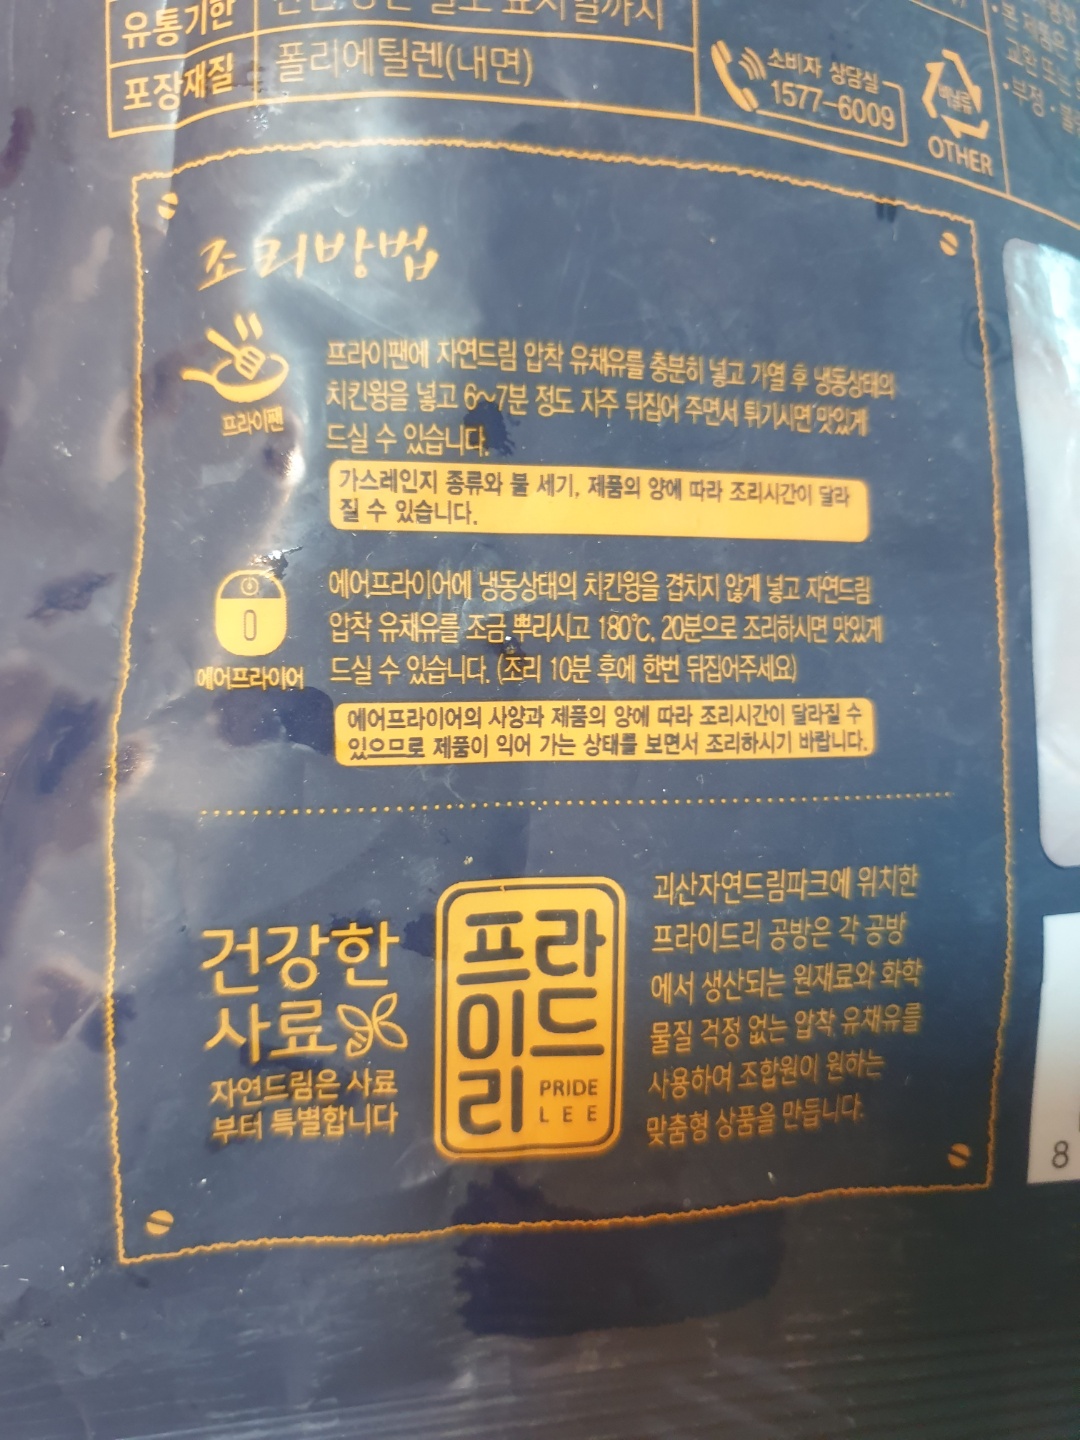 유통기한
포장재질 폴리에틸렌(내면)
소비자 상담실
1577-6009
OTHER
본 제품은
교환 또는
조리방법
프라이팬
프라이팬에 자연드림 압착 유채유를 충분히 넣고 가열 후 냉동상태의
치킨윙을 넣고 6~7분 정도 자주 뒤집어 주면서 튀기시면 맛있게
드실 수 있습니다.
가스레인지 종류와 불 세기, 제품의 양에 따라 조리시간이 달라
질 수 있습니다.
에어프라이어
에어프라이어에 냉동상태의 치킨윙을 겹치지 않게 넣고 자연드림
압착 유채유를 조금 뿌리시고 180℃, 20분으로 조리하시면 맛있게
드실 수 있습니다. (조리 10분 후에 한번 뒤집어주세요)
에어프라이어의 사양과 제품의 양에 따라 조리시간이 달라질 수
있으므로 제품이 익어 가는 상태를 보면서 조리하시기 바랍니다.
건강한
사료
자연드림은 사료
부터 특별합니다
프라
이드
리
PRIDE
LEE
괴산자연드림파크에 위치한
프라이드리 공방은 각 공방
에서 생산되는 원재료와 화학
물질 걱정 없는 압착 유채유를
사용하여 조합원이 원하는
맞춤형 상품을 만듭니다.
8